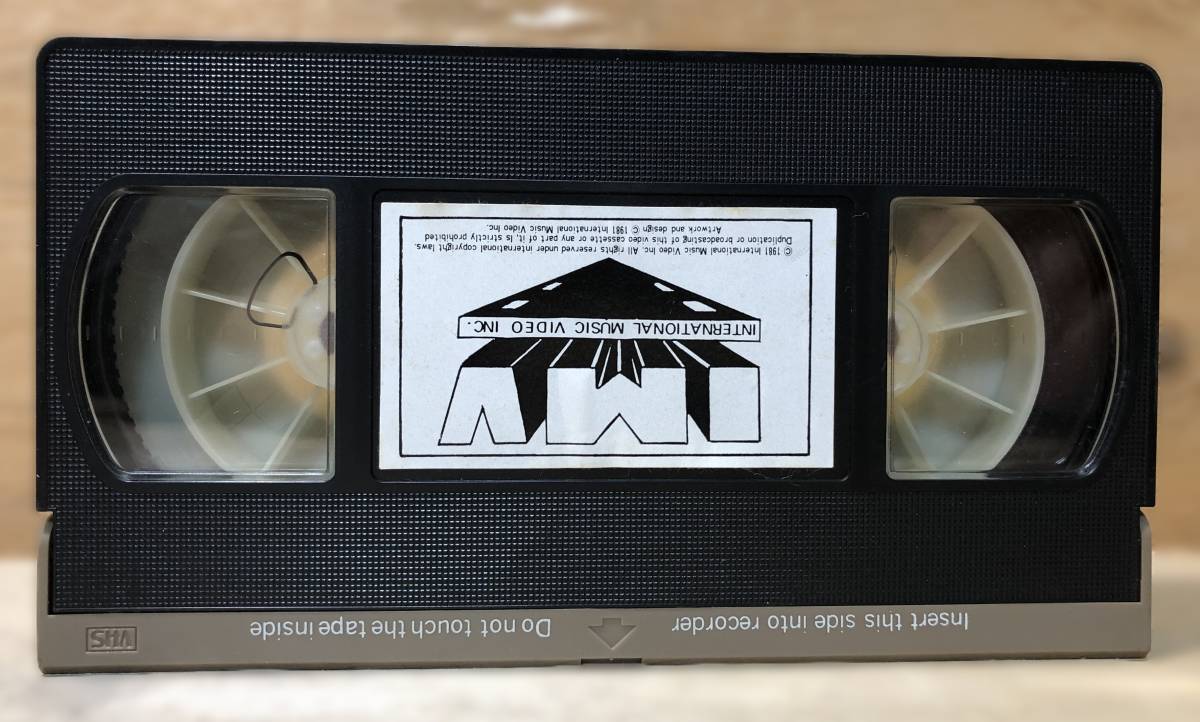 Insert this side into recorder
Do not touch the tape inside
VHS
IMV
INTERNATIONAL MUSIC VIDEO INC.
© 1981 International Music Video Inc. All rights reserved under international copyright laws.
Duplication or broadcasting of this video cassette or any part of it, is strictly prohibited
Artwork and design © 1981 International Music Video Inc.